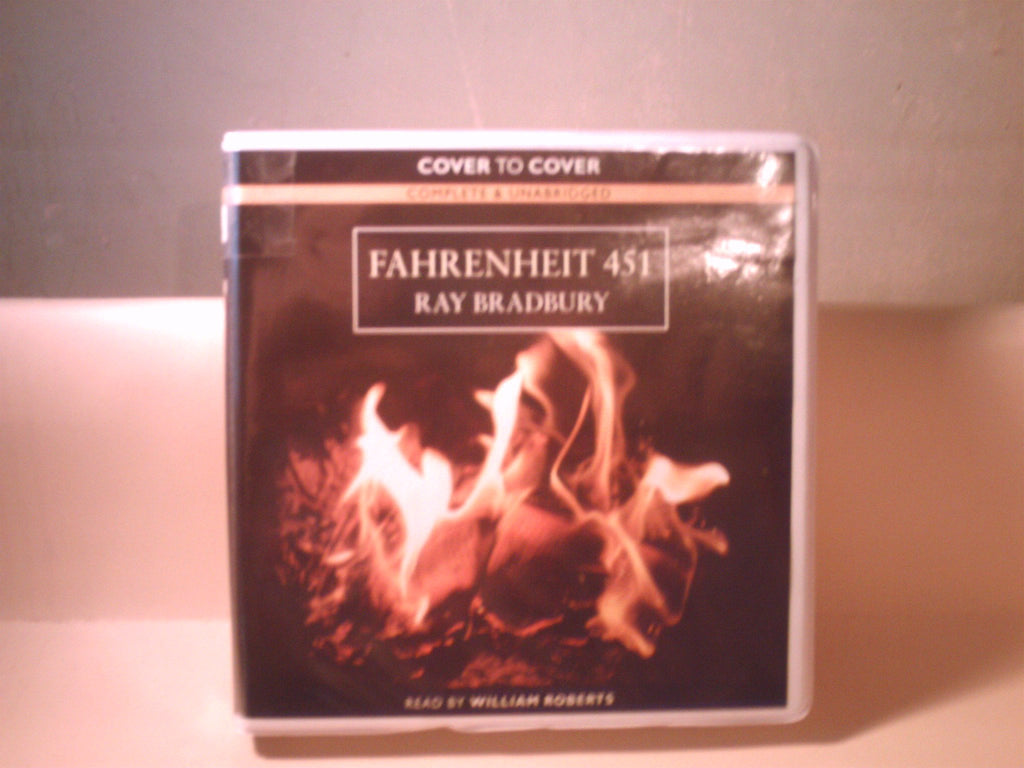 COVER TO COVER
COMPLETE & UNABRIDGED
FAHRENHEIT 451
RAY BRADBURY
READ BY WILLIAM ROBERTS